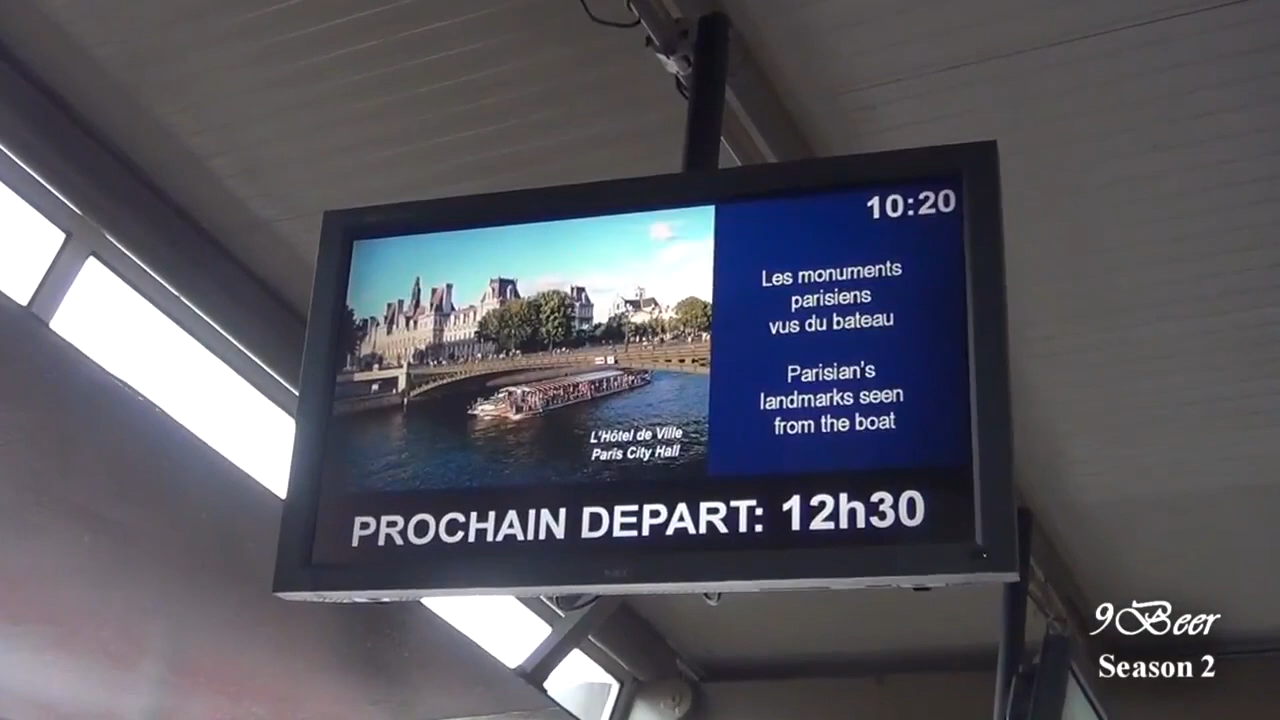 10:20
Les monuments
parisiens
vus du bateau
Parisian's
landmarks seen
from the boat
L'Hôtel de Ville
Paris City Hall
PROCHAIN DEPART: 12h30
9Beer
Season 2